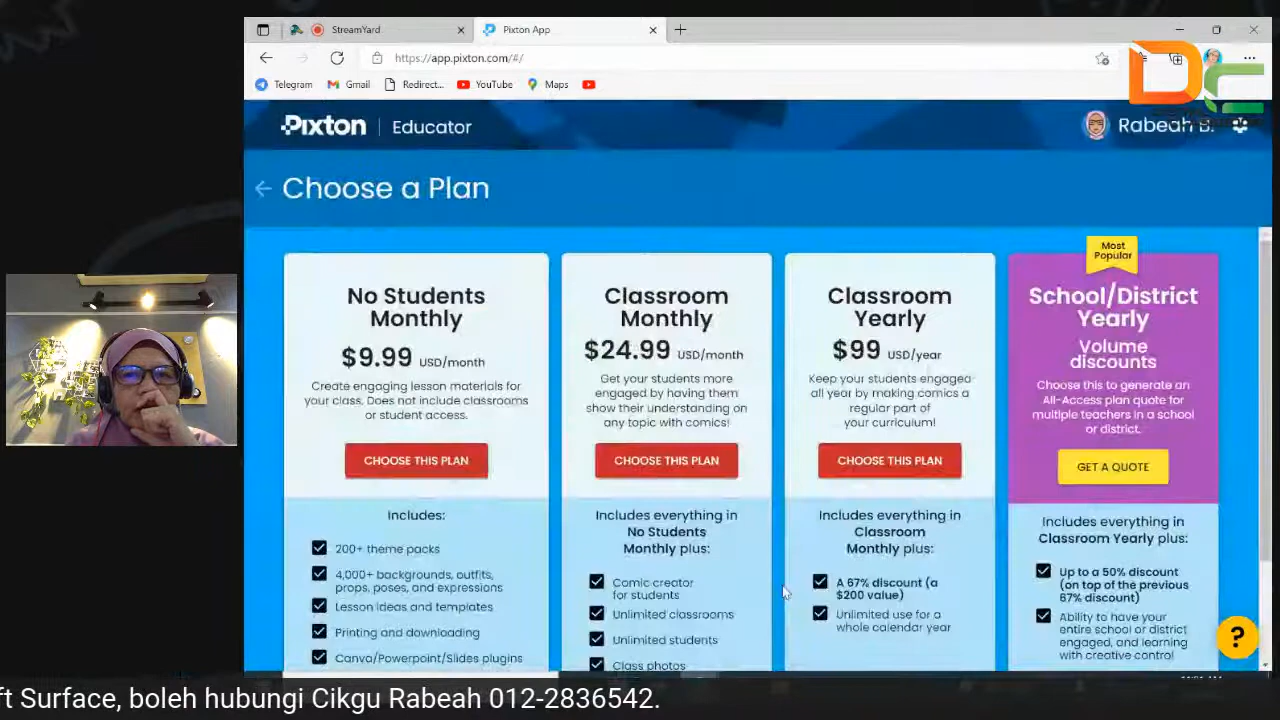 StreamYard
Pixton App
https://app.pixton.com/#/
Telegram
Gmail
Redirect...
YouTube
Maps
Pixton
Educator
Rabeah B.
Choose a Plan
No Students
Monthly
$9.99 USD/month
Create engaging lesson materials for
your class. Does not include classrooms
or student access.
CHOOSE THIS PLAN
Includes:
200+ theme packs
4,000+ backgrounds, outfits,
props, poses, and expressions
Lesson ideas and templates
Printing and downloading
Canva/Powerpoint/Slides plugins
Classroom
Monthly
$24.99 USD/month
Get your students more
engaged by having them
show their understanding on
any topic with comics!
CHOOSE THIS PLAN
Includes everything in
No Students
Monthly plus:
Comic creator
for students
Unlimited classrooms
Unlimited students
Class photos
Classroom
Yearly
$99 USD/year
Keep your students engaged
all year by making comics a
regular part of
your curriculum!
CHOOSE THIS PLAN
Includes everything in
Classroom
Monthly plus:
A 67% discount (a
$200 value)
Unlimited use for a
whole calendar year
Most
Popular
School/District
Yearly
Volume
discounts
Choose this to generate an
All-Access plan quote for
multiple teachers in a school
or district.
GET A QUOTE
Includes everything in
Classroom Yearly plus:
Up to a 50% discount
(on top of the previous
67% discount)
Ability to have your
entire school or district
engaged, and learning
with creative control
?
ft Surface, boleh hubungi Cikgu Rabeah 012-2836542.